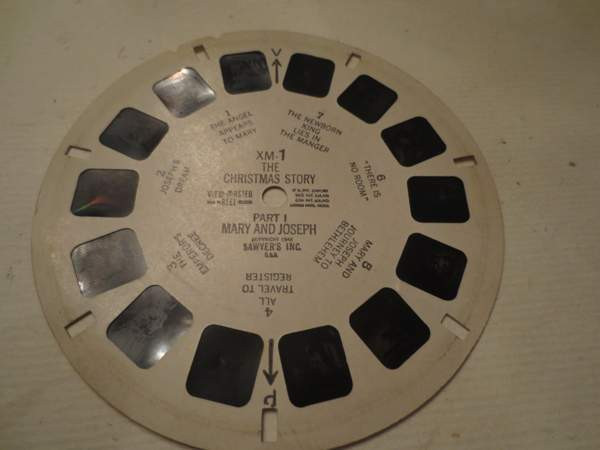 XM-1
THE
CHRISTMAS STORY
VIEW-MASTER
REEL
PART I
MARY AND JOSEPH
COPYRIGHT
SAWYER'S INC.
U.S.A.
1
THE ANGEL
APPEARS
TO MARY
2
JOSEPH'S
DREAM
3
THE
EMPEROR'S
DECREE
4
ALL
TRAVEL TO
REGISTER
5
MARY AND
JOSEPH
JOURNEY TO
BETHLEHEM
6
"THERE IS
NO ROOM"
7
THE NEWBORN
KING
LIES IN
THE MANGER